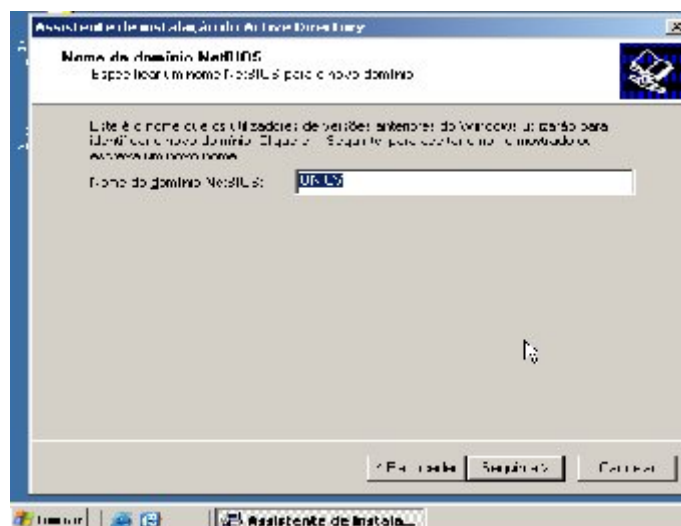 Assistente de instalação do Active Directory
Nome de domínio NetBIOS
Especificar um nome NetBIOS para o novo domínio
Este é o nome que os utilizadores de versões anteriores do Windows utilizarão para
identificar o novo domínio. Clique em Seguinte para aceitar o nome mostrado ou
escreva um novo nome
Nome do domínio NetBIOS:
< Retroceder Seguinte > Cancelar
Iniciar Assistente de Instala...